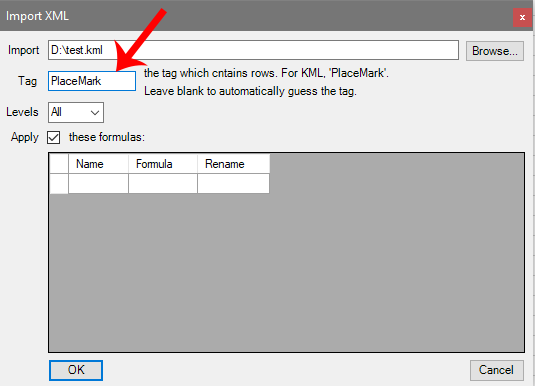 Import XML
x
Import D:\test.kml Browse...
Tag PlaceMark the tag which cntains rows. For KML, 'PlaceMark'.
Leave blank to automatically guess the tag.
Levels All
Apply these formulas:
Name Formula Rename
OK Cancel